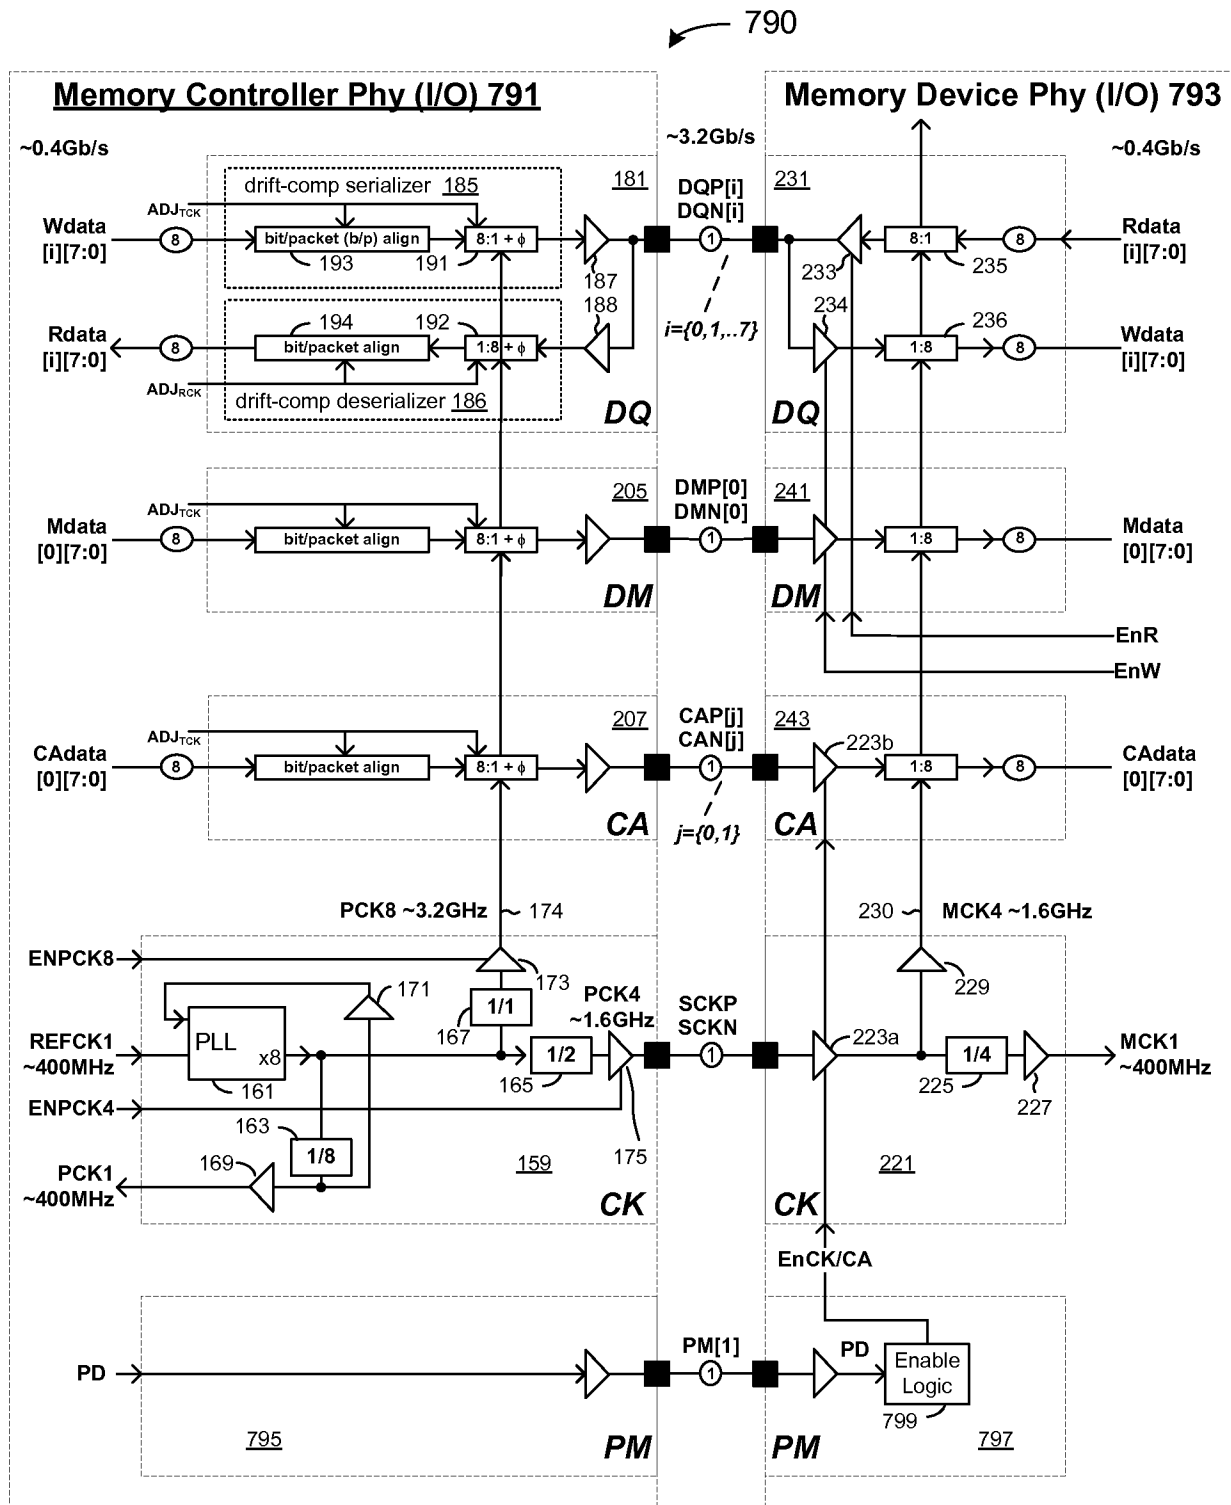 790
Memory Controller Phy (I/O) 791
Memory Device Phy (I/O) 793
~0.4Gb/s
~3.2Gb/s
~0.4Gb/s
drift-comp serializer 185
181
DQP[i]
DQN[i]
231
ADJTCK
Wdata
[i][7:0]
8
bit/packet (b/p) align
8:1 + ϕ
1
8:1
8
Rdata
[i][7:0]
193
191
187
233
235
i={0,1,..7}
194
192
188
234
236
Rdata
[i][7:0]
8
bit/packet align
1:8 + ϕ
1:8
8
Wdata
[i][7:0]
ADJRCK
drift-comp deserializer 186
DQ
DQ
205
DMP[0]
DMN[0]
241
ADJTCK
Mdata
[0][7:0]
8
bit/packet align
8:1 + ϕ
1
1:8
8
Mdata
[0][7:0]
DM
DM
EnR
EnW
207
CAP[j]
CAN[j]
243
223b
ADJTCK
CAdata
[0][7:0]
8
bit/packet align
8:1 + ϕ
1
1:8
8
CAdata
[0][7:0]
j={0,1}
CA
CA
PCK8 ~3.2GHz
174
230
MCK4 ~1.6GHz
ENPCK8
173
229
171
1/1
167
PCK4
~1.6GHz
SCKP
SCKN
223a
REFCK1
~400MHz
PLL
x8
161
1/2
165
1
1/4
225
227
MCK1
~400MHz
ENPCK4
163
1/8
175
159
221
PCK1
~400MHz
169
CK
CK
EnCK/CA
PD
PM[1]
1
PD
Enable
Logic
799
795
PM
PM
797